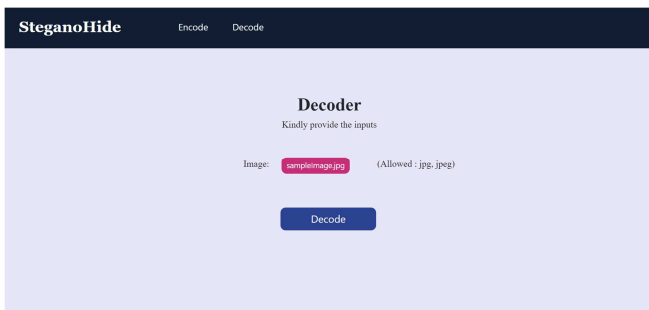 SteganoHide Encode Decode
Decoder
Kindly provide the inputs
Image: sampleImage.jpg (Allowed : jpg, jpeg)
Decode